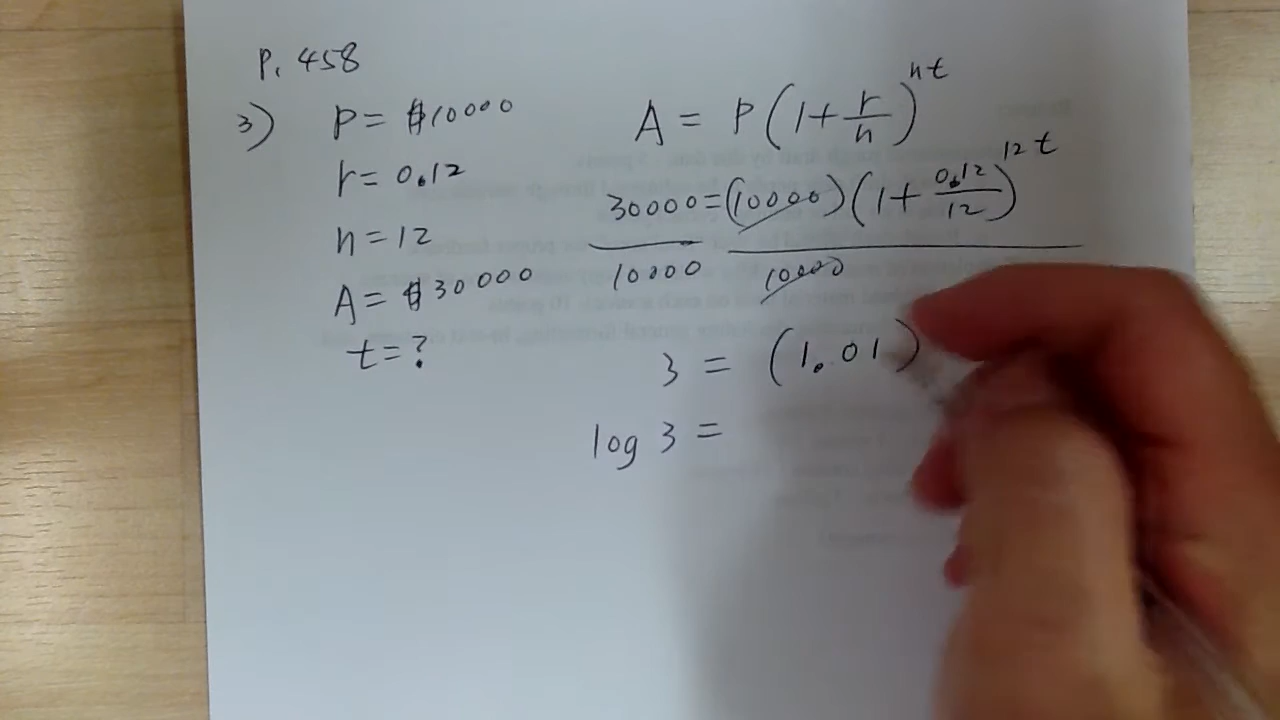 P. 458
3) P = $10000
r = 0.12
n = 12
A = $30000
t = ?
A = P(1+r/n)^nt
30000 = (10000)(1+0.12/12)^12t
10000 10000
3 = (1.01)
log 3 =